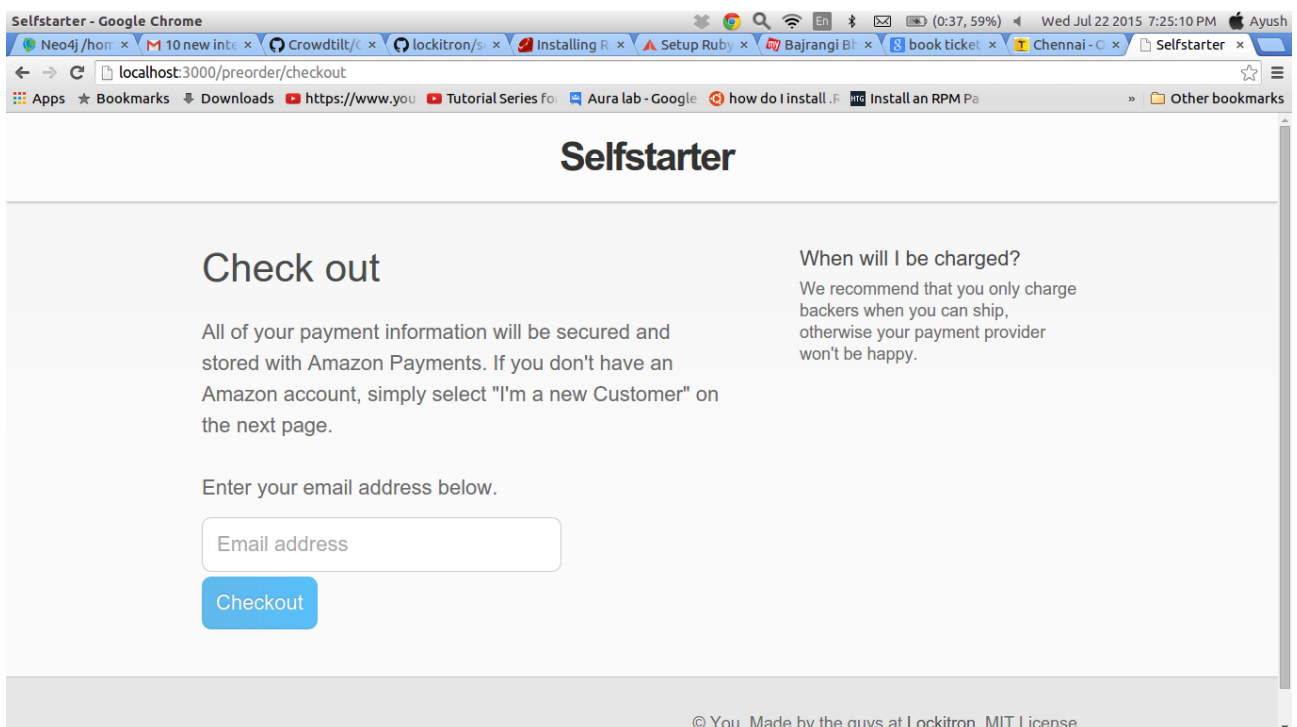 Selfstarter - Google Chrome
En (0:37, 59%) Wed Jul 22 2015 7:25:10 PM Ayush
Neo4j /hom 10 new inte Crowdtilt/C lockitron/s Installing R Setup Ruby Bajrangi Bh book ticket Chennai - O Selfstarter
localhost:3000/preorder/checkout
Apps Bookmarks Downloads https://www.you Tutorial Series fo Aura lab - Google how do I install .R HTG Install an RPM Pa » Other bookmarks
Selfstarter
Check out
All of your payment information will be secured and
stored with Amazon Payments. If you don't have an
Amazon account, simply select "I'm a new Customer" on
the next page.
Enter your email address below.
Email address
Checkout
When will I be charged?
We recommend that you only charge
backers when you can ship,
otherwise your payment provider
won't be happy.
© You. Made by the guys at Lockitron. MIT License